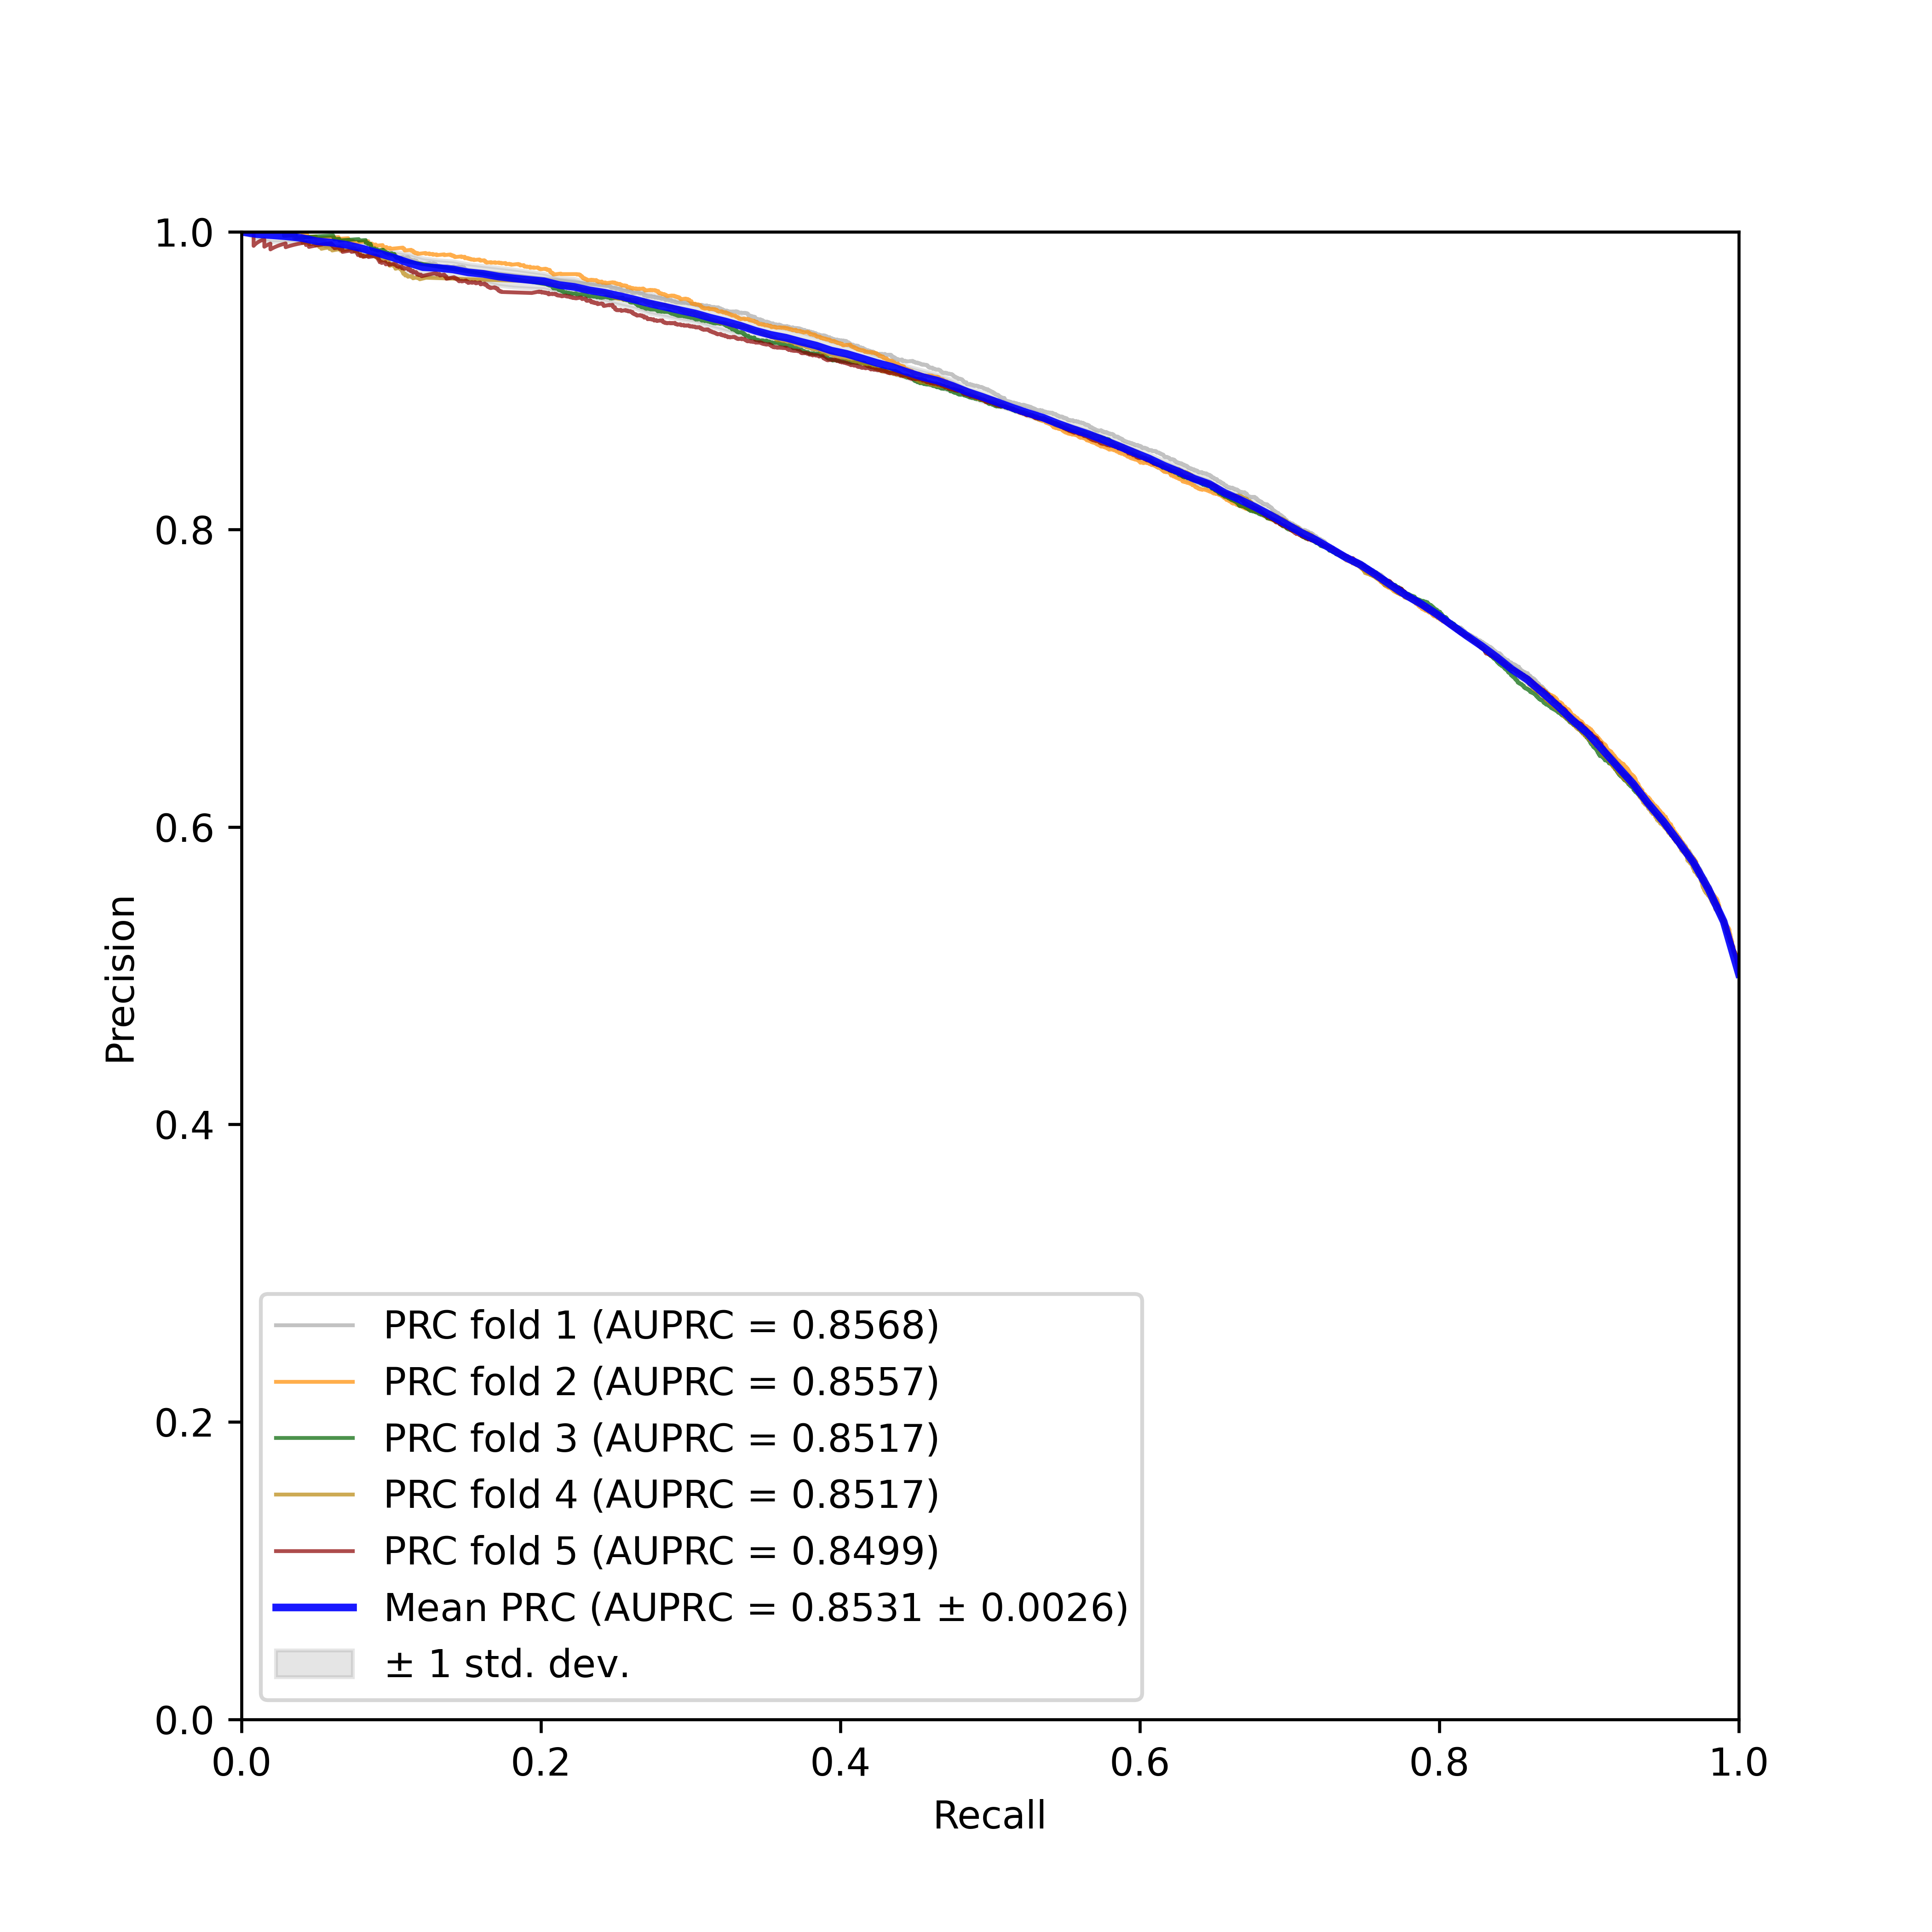 1.0
0.8
0.6
0.4
0.2
0.0
Precision
PRC fold 1 (AUPRC = 0.8568)
PRC fold 2 (AUPRC = 0.8557)
PRC fold 3 (AUPRC = 0.8517)
PRC fold 4 (AUPRC = 0.8517)
PRC fold 5 (AUPRC = 0.8499)
Mean PRC (AUPRC = 0.8531 ± 0.0026)
± 1 std. dev.
0.0 0.2 0.4 0.6 0.8 1.0
Recall